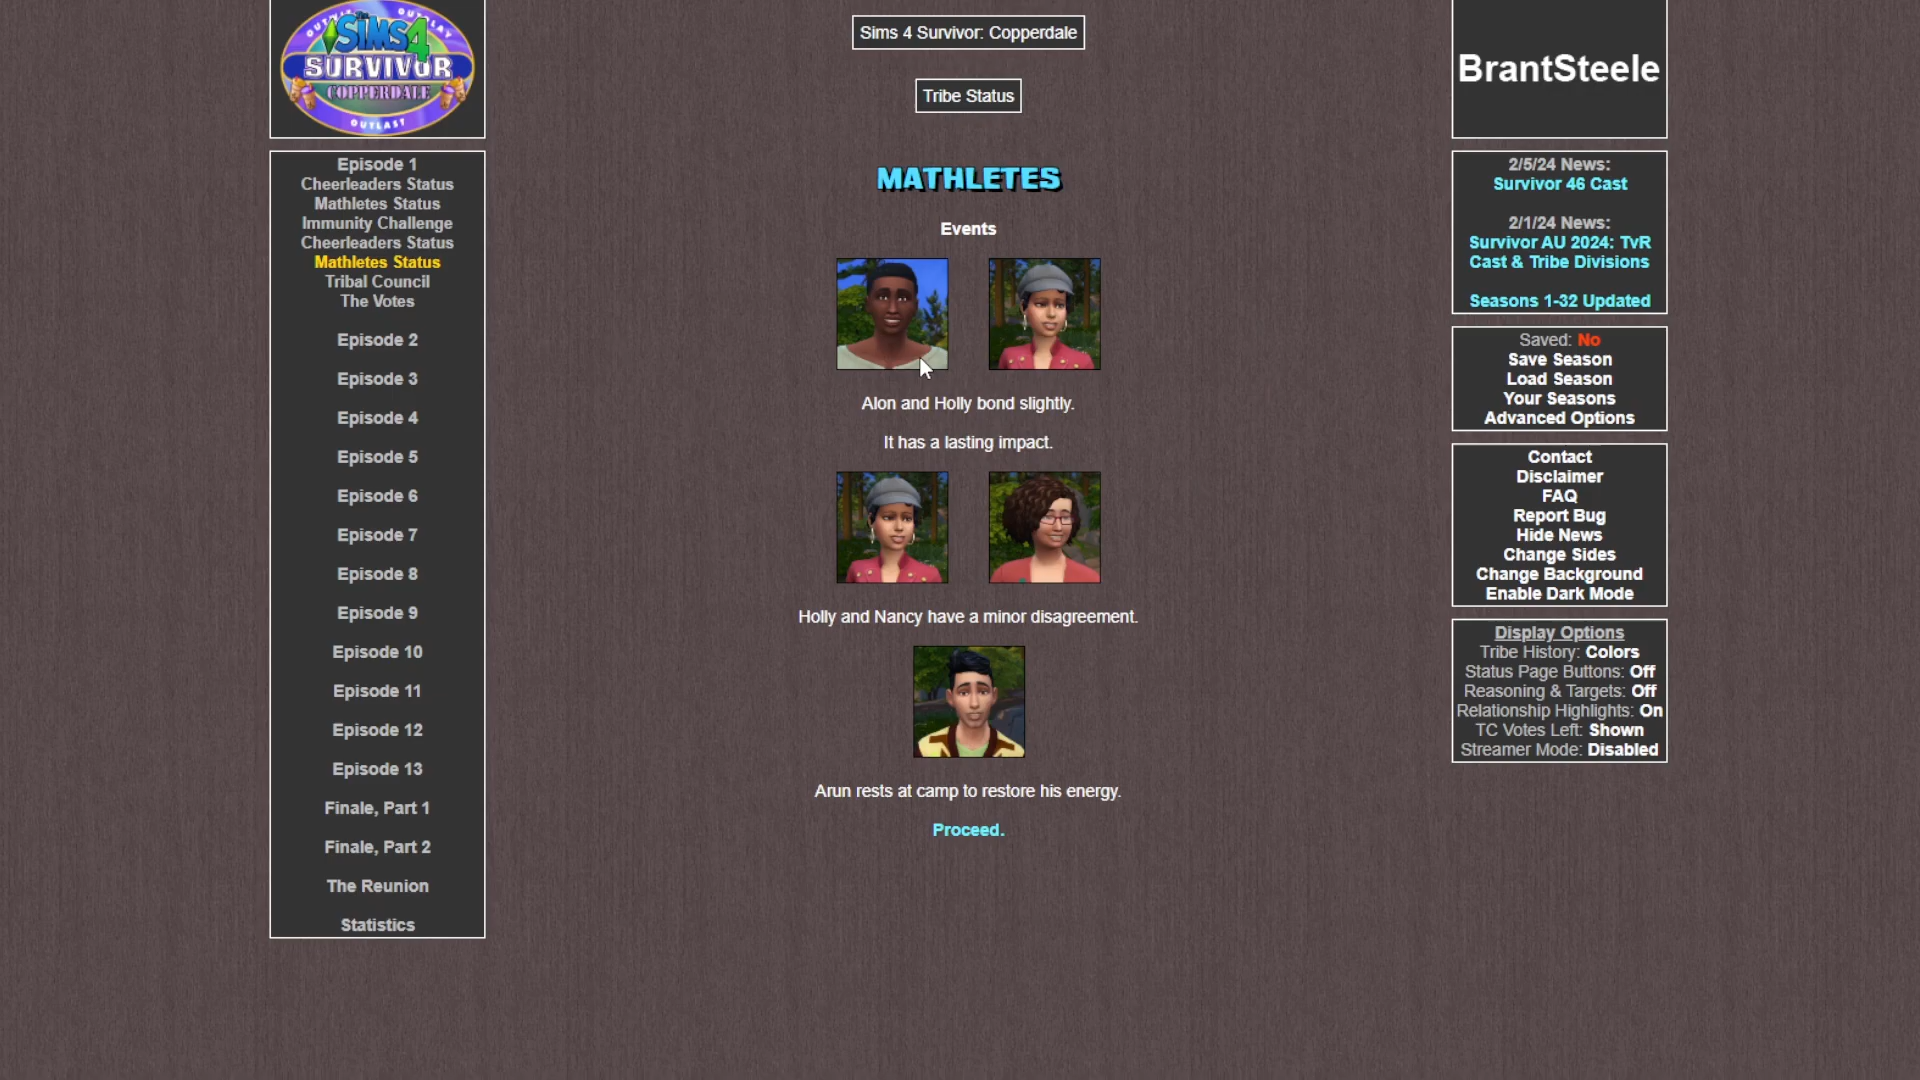 OUTWIT OUTPLAY
THE SIMS 4
SURVIVOR
COPPERDALE
OUTLAST
Episode 1
Cheerleaders Status
Mathletes Status
Immunity Challenge
Cheerleaders Status
Mathletes Status
Tribal Council
The Votes
Episode 2
Episode 3
Episode 4
Episode 5
Episode 6
Episode 7
Episode 8
Episode 9
Episode 10
Episode 11
Episode 12
Episode 13
Finale, Part 1
Finale, Part 2
The Reunion
Statistics
Sims 4 Survivor: Copperdale
Tribe Status
MATHLETES
Events
Alon and Holly bond slightly.
It has a lasting impact.
Holly and Nancy have a minor disagreement.
Arun rests at camp to restore his energy.
Proceed.
BrantSteele
2/5/24 News:
Survivor 46 Cast
2/1/24 News:
Survivor AU 2024: TvR
Cast & Tribe Divisions
Seasons 1-32 Updated
Saved: No
Save Season
Load Season
Your Seasons
Advanced Options
Contact
Disclaimer
FAQ
Report Bug
Hide News
Change Sides
Change Background
Enable Dark Mode
Display Options
Tribe History: Colors
Status Page Buttons: Off
Reasoning & Targets: Off
Relationship Highlights: On
TC Votes Left: Shown
Streamer Mode: Disabled